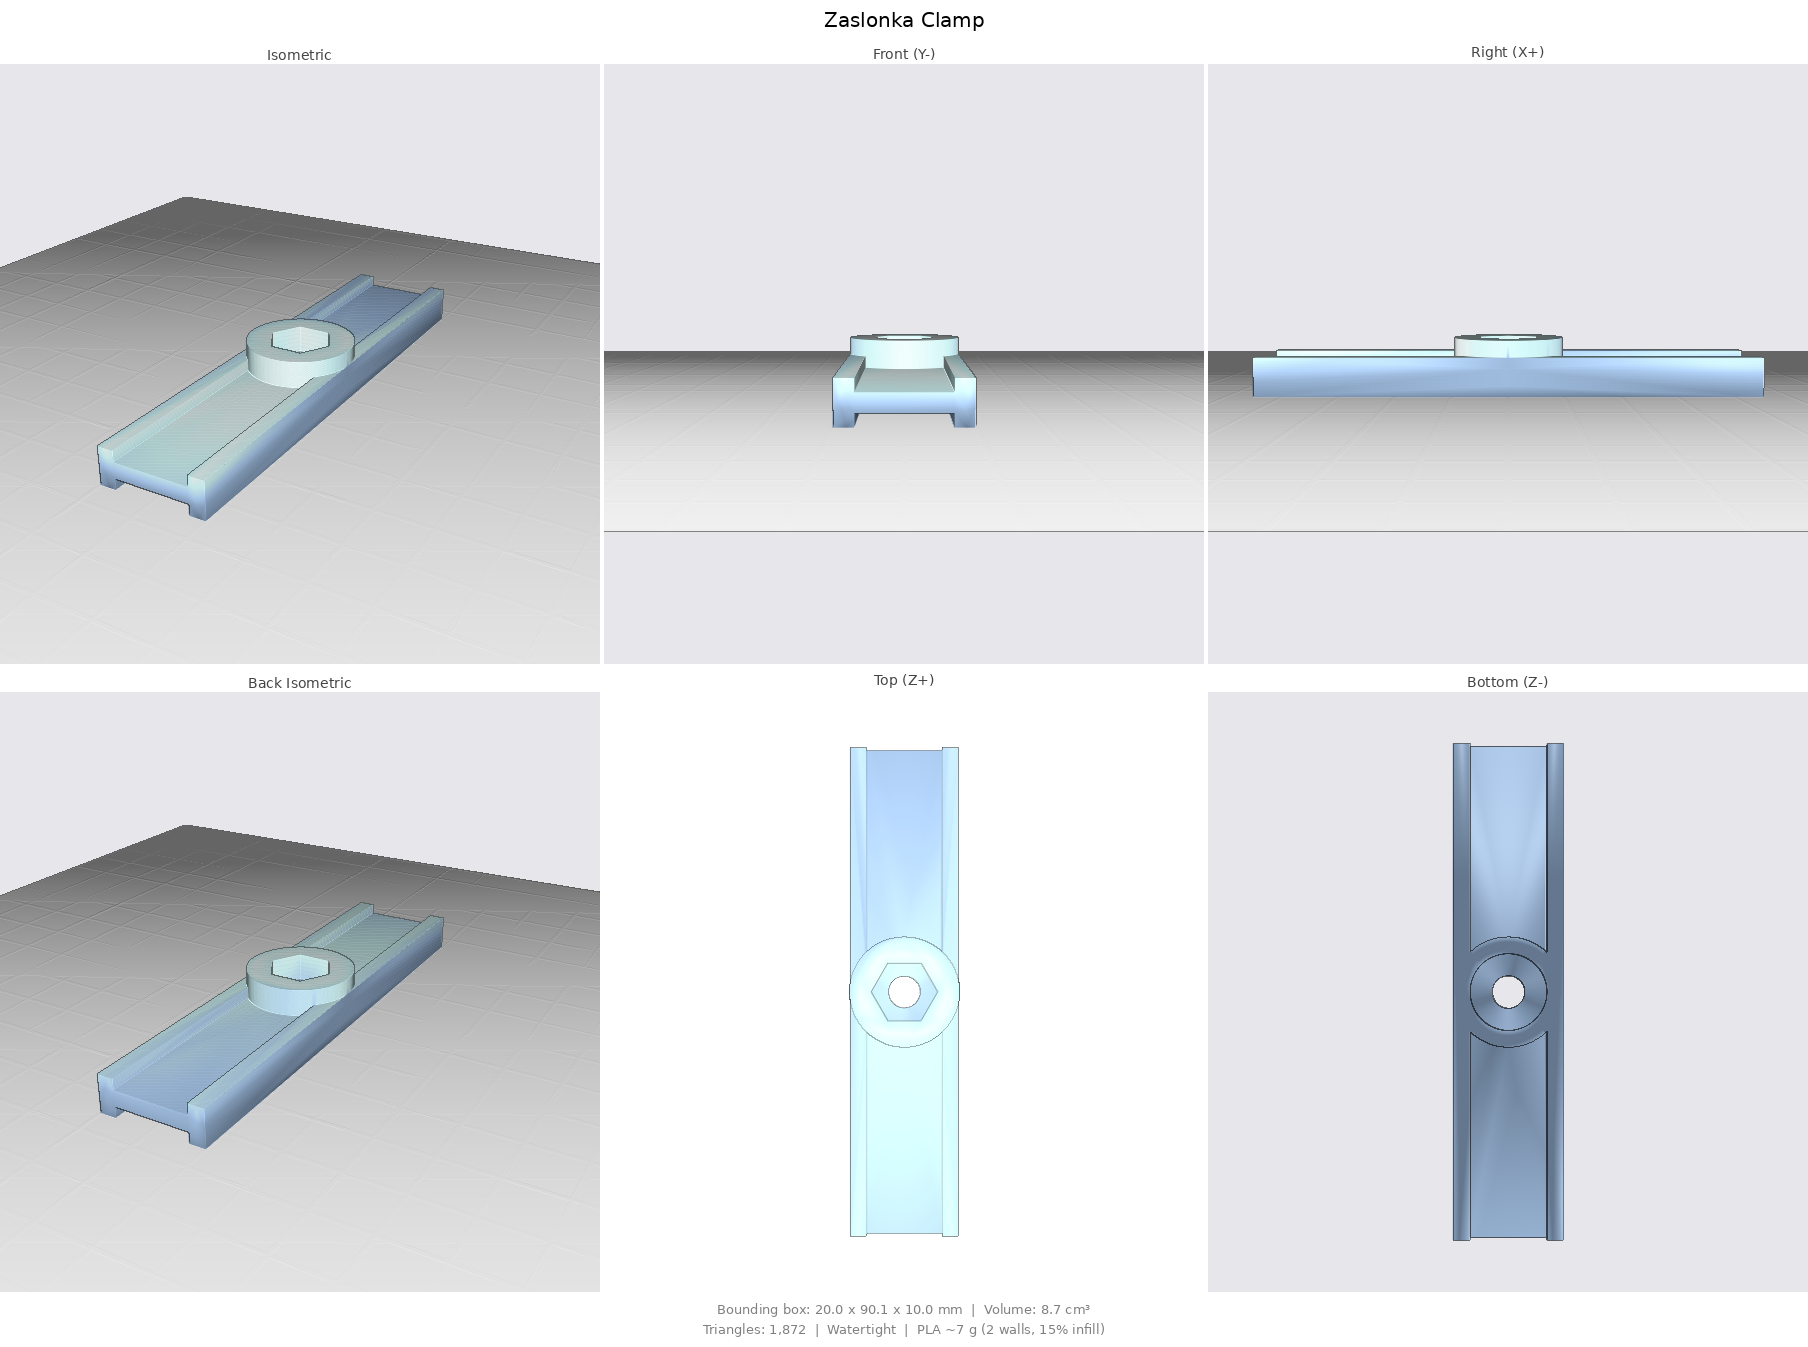 Zaslonka Clamp
Isometric
Front (Y-)
Right (X+)
Back Isometric
Top (Z+)
Bottom (Z-)
Bounding box: 20.0 x 90.1 x 10.0 mm  |  Volume: 8.7 cm³
Triangles: 1,872  |  Watertight  |  PLA ~7 g (2 walls, 15% infill)